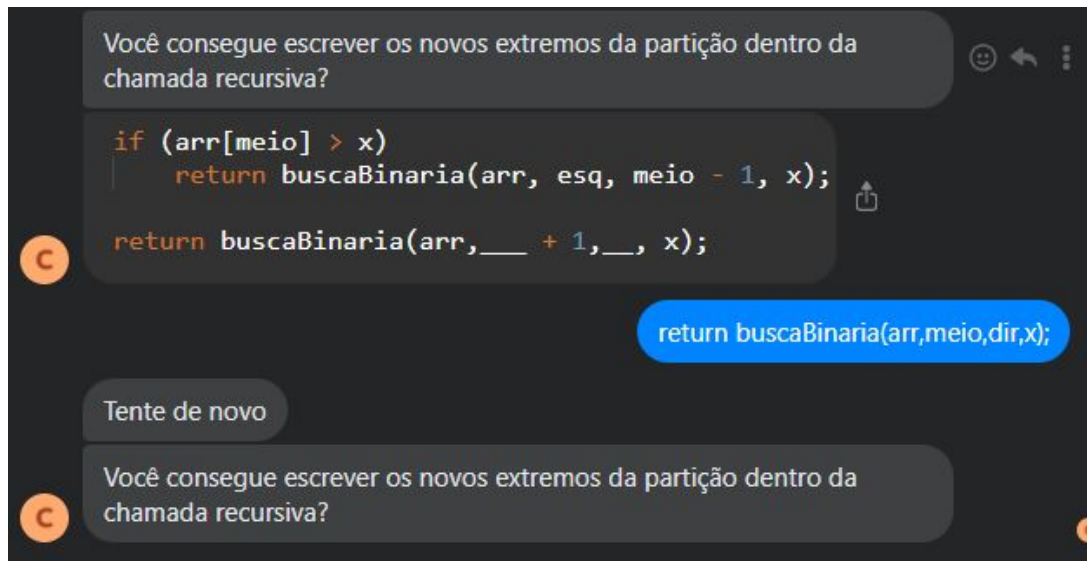 Você consegue escrever os novos extremos da partição dentro da
chamada recursiva?
if (arr[meio] > x)
return buscaBinaria(arr, esq, meio - 1, x);
return buscaBinaria(arr,___ + 1,__, x);
C
return buscaBinaria(arr,meio,dir,x);
Tente de novo
Você consegue escrever os novos extremos da partição dentro da
chamada recursiva?
C